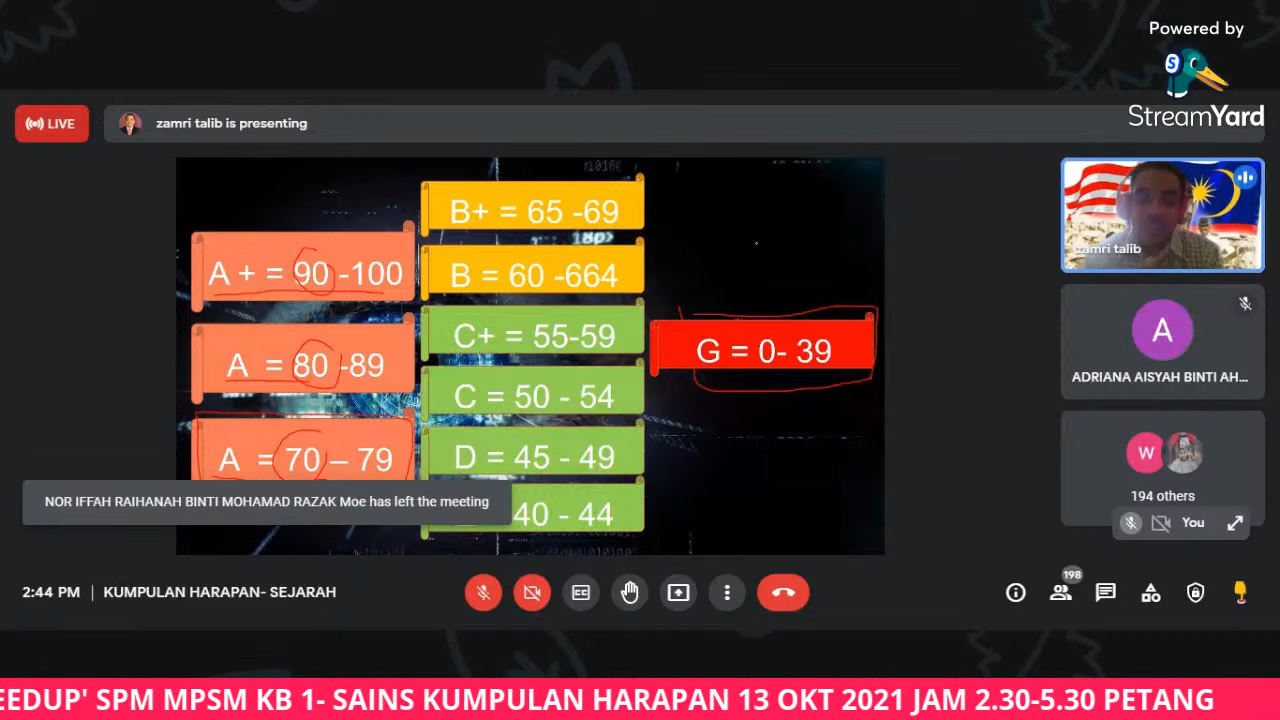 Powered by
StreamYard
LIVE
zamri talib is presenting
B+ = 65 -69
A + = 90 -100
B = 60 -664
C+ = 55-59
G = 0- 39
A = 80 -89
C = 50 - 54
A = 70 – 79
D = 45 - 49
40 - 44
NOR IFFAH RAIHANAH BINTI MOHAMAD RAZAK Moe has left the meeting
zamri talib
A
ADRIANA AISYAH BINTI AH...
W
194 others
You
2:44 PM | KUMPULAN HARAPAN- SEJARAH
198
EEDUP' SPM MPSM KB 1- SAINS KUMPULAN HARAPAN 13 OKT 2021 JAM 2.30-5.30 PETANG